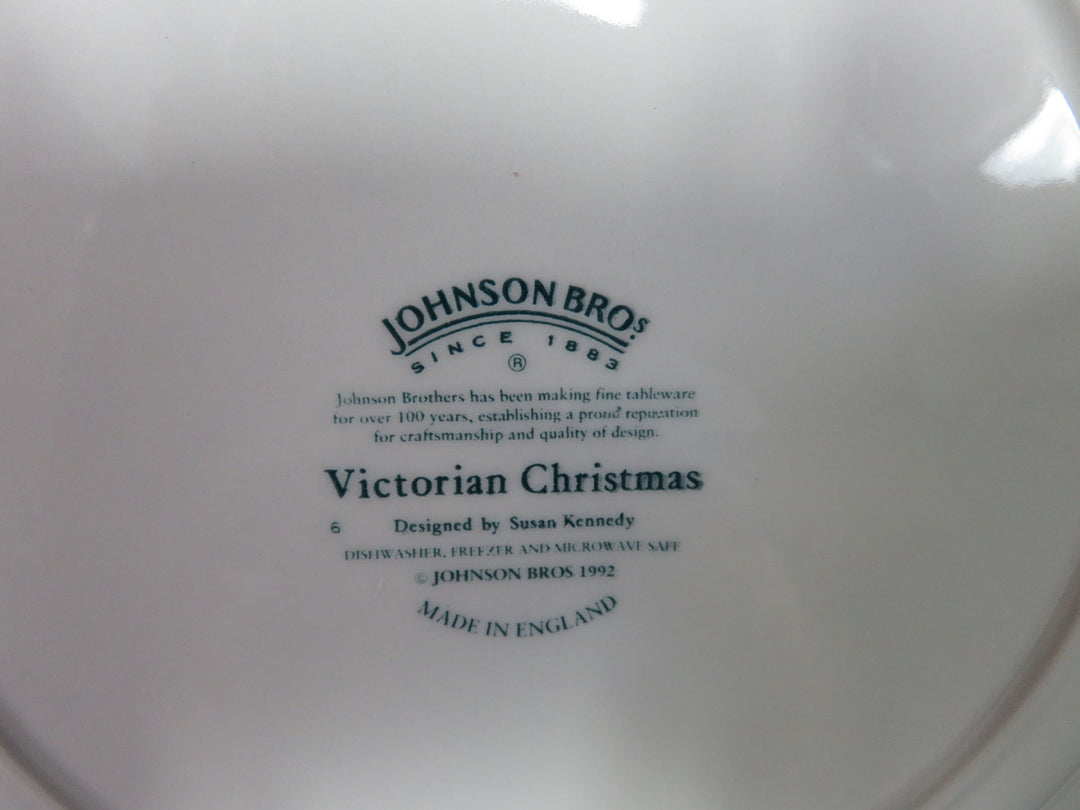 JOHNSON BROS
SINCE 1883
®
Johnson Brothers has been making fine tableware
for over 100 years, establishing a proud reputation
for craftsmanship and quality of design.
Victorian Christmas
6 Designed by Susan Kennedy
DISHWASHER, FREEZER AND MICROWAVE SAFE
© JOHNSON BROS 1992
MADE IN ENGLAND